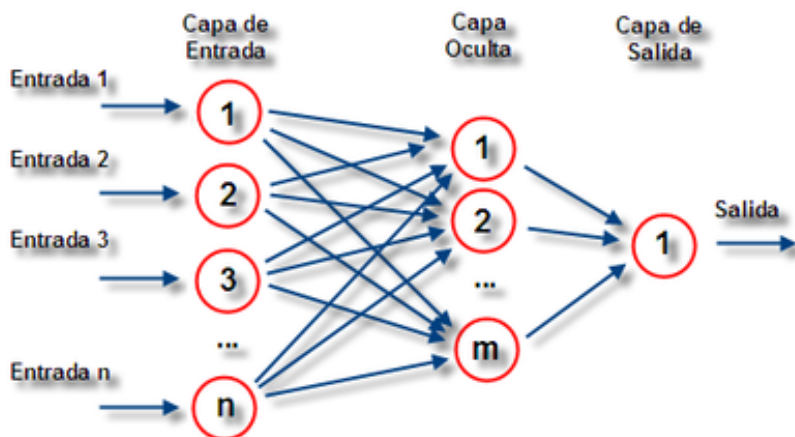 Capa de
Entrada
Capa
Oculta
Capa de
Salida
Entrada 1
1
Entrada 2
2
Entrada 3
3
...
Entrada n
n
1
2
...
m
1
Salida